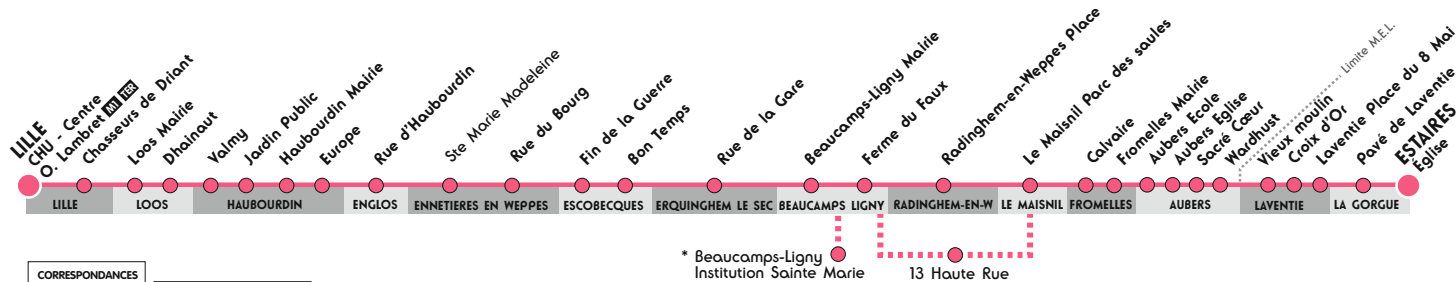 LILLE
CHU - Centre
O. Lambret M1 TER
Chasseurs de Driant
Loos Mairie
Dhainaut
Valmy
Jardin Public
Haubourdin Mairie
Europe
Rue d'Haubourdin
Ste Marie Madeleine
Rue du Bourg
Fin de la Guerre
Bon Temps
Rue de la Gare
Beaucamps-Ligny Mairie
Ferme du Faux
Radinghem-en-Weppes Place
Le Maisnil Parc des saules
Calvaire
Fromelles Mairie
Aubers Ecole
Aubers Eglise
Sacré Cœur
Wardhust
Limite M.E.L.
Vieux moulin
Croix d'Or
Laventie Place du 8 Mai
Pavé de Laventie
ESTAIRES
Église
LILLE
LOOS
HAUBOURDIN
ENGLOS
ENNETIERES EN WEPPES
ESCOBECQUES
ERQUINGHEM LE SEC
BEAUCAMPS LIGNY
RADINGHEM-EN-W
LE MAISNIL
FROMELLES
AUBERS
LAVENTIE
LA GORGUE
* Beaucamps-Ligny
Institution Sainte Marie
13 Haute Rue
CORRESPONDANCES